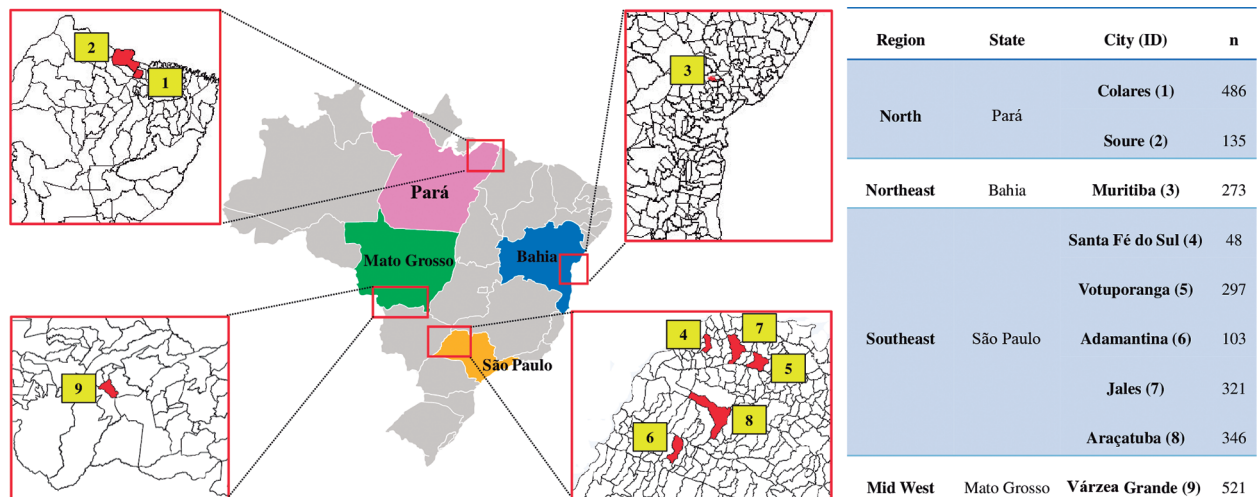 2
1
3
Pará
Mato Grosso
Bahia
São Paulo
9
4
7
5
8
6
Region State City (ID) n
North Pará Colares (1) 486
Soure (2) 135
Northeast Bahia Muritiba (3) 273
Southeast São Paulo Santa Fé do Sul (4) 48
Votuporanga (5) 297
Adamantina (6) 103
Jales (7) 321
Araçatuba (8) 346
Mid West Mato Grosso Várzea Grande (9) 521